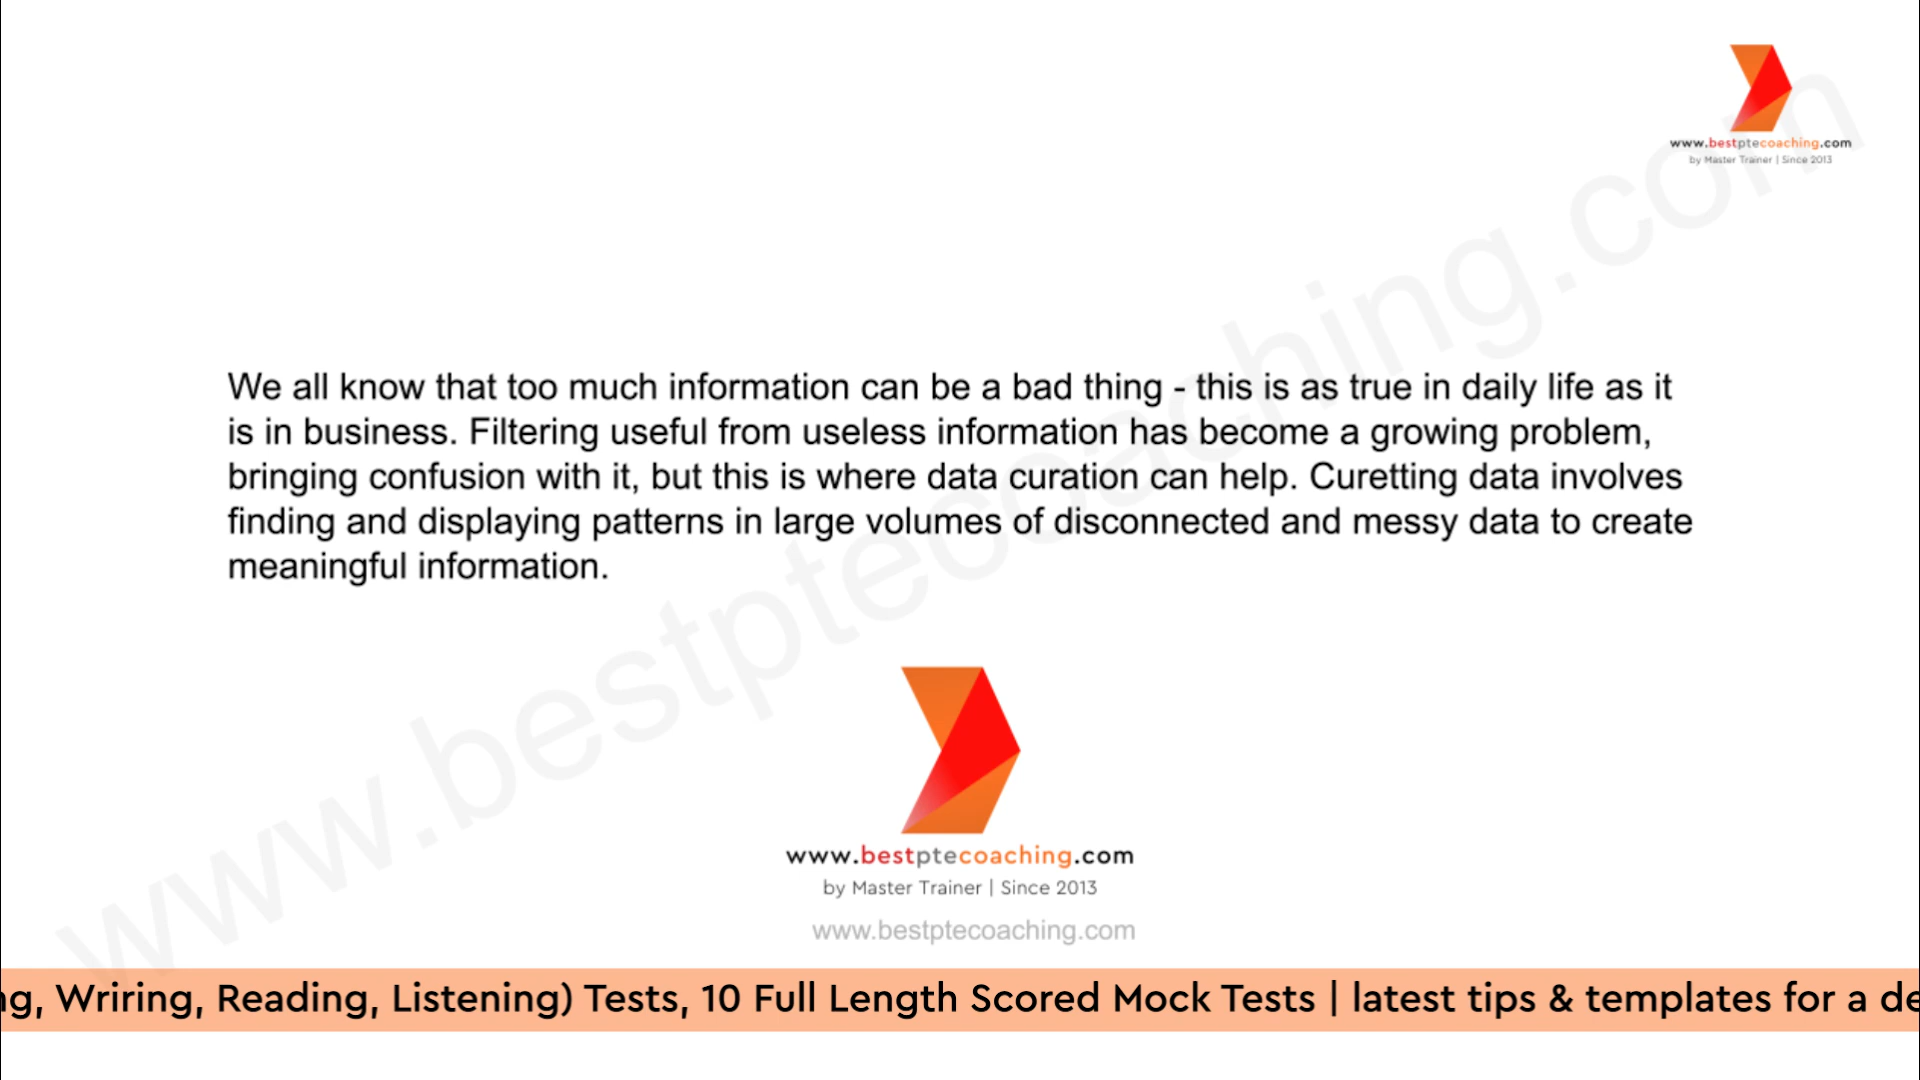 www.bestptecoaching.com
by Master Trainer | Since 2013
We all know that too much information can be a bad thing - this is as true in daily life as it
is in business. Filtering useful from useless information has become a growing problem,
bringing confusion with it, but this is where data curation can help. Curetting data involves
finding and displaying patterns in large volumes of disconnected and messy data to create
meaningful information.
www.bestptecoaching.com
www.bestptecoaching.com
by Master Trainer | Since 2013
www.bestptecoaching.com
ng, Wriring, Reading, Listening) Tests, 10 Full Length Scored Mock Tests | latest tips & templates for a de